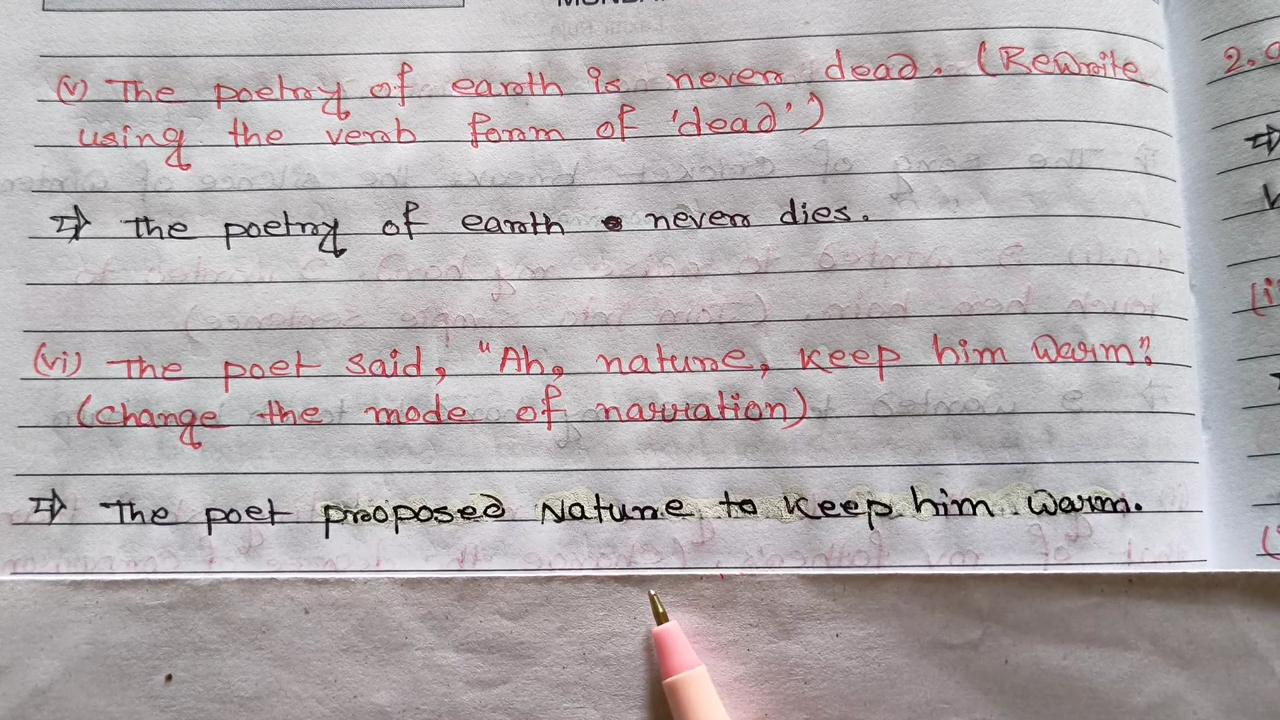 (v) The poetry of earth is never dead. (Rewrite
using the verb form of 'dead')
⇒ The poetry of earth never dies.
(vi) The poet said, "Ah, nature, keep him warm"?
(change the mode of narration)
⇒ The poet proposed Nature to keep him warm.
2.
(i